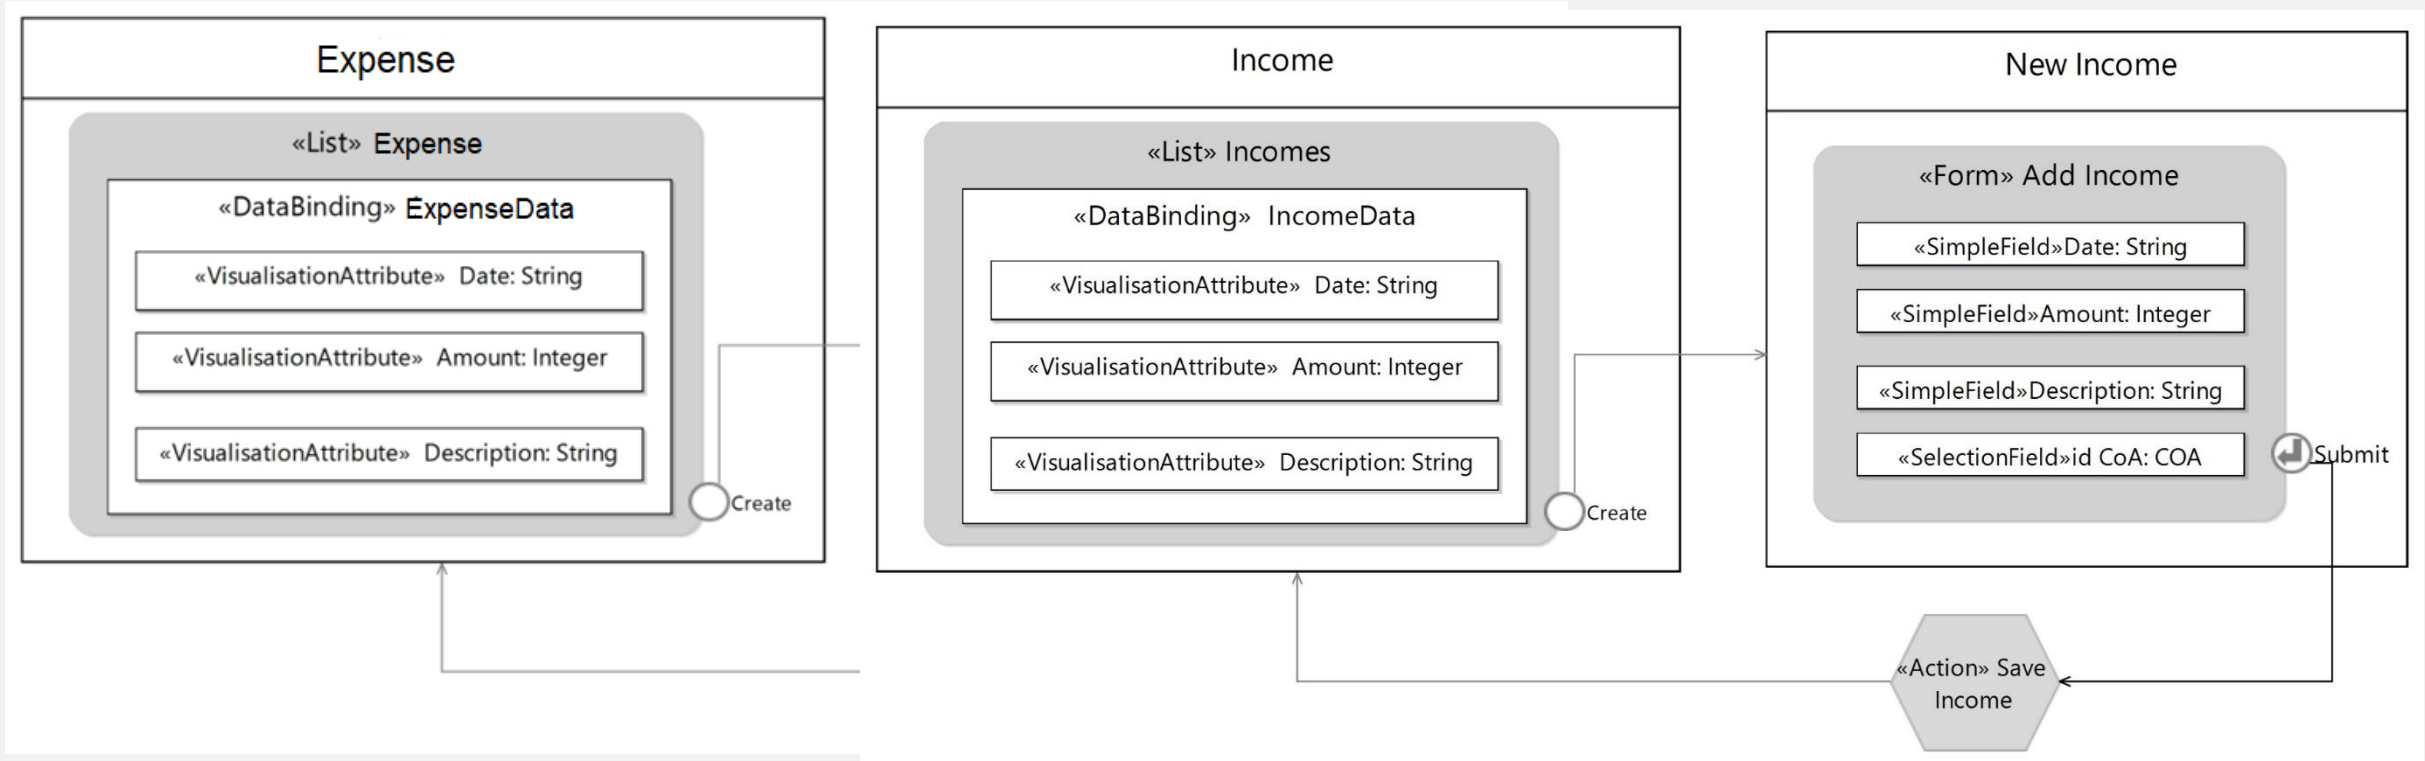 Expense
«List» Expense
«DataBinding» ExpenseData
«VisualisationAttribute» Date: String
«VisualisationAttribute» Amount: Integer
«VisualisationAttribute» Description: String
Create
Income
«List» Incomes
«DataBinding» IncomeData
«VisualisationAttribute» Date: String
«VisualisationAttribute» Amount: Integer
«VisualisationAttribute» Description: String
Create
New Income
«Form» Add Income
«SimpleField»Date: String
«SimpleField»Amount: Integer
«SimpleField»Description: String
«SelectionField»id CoA: COA
Submit
«Action» Save
Income